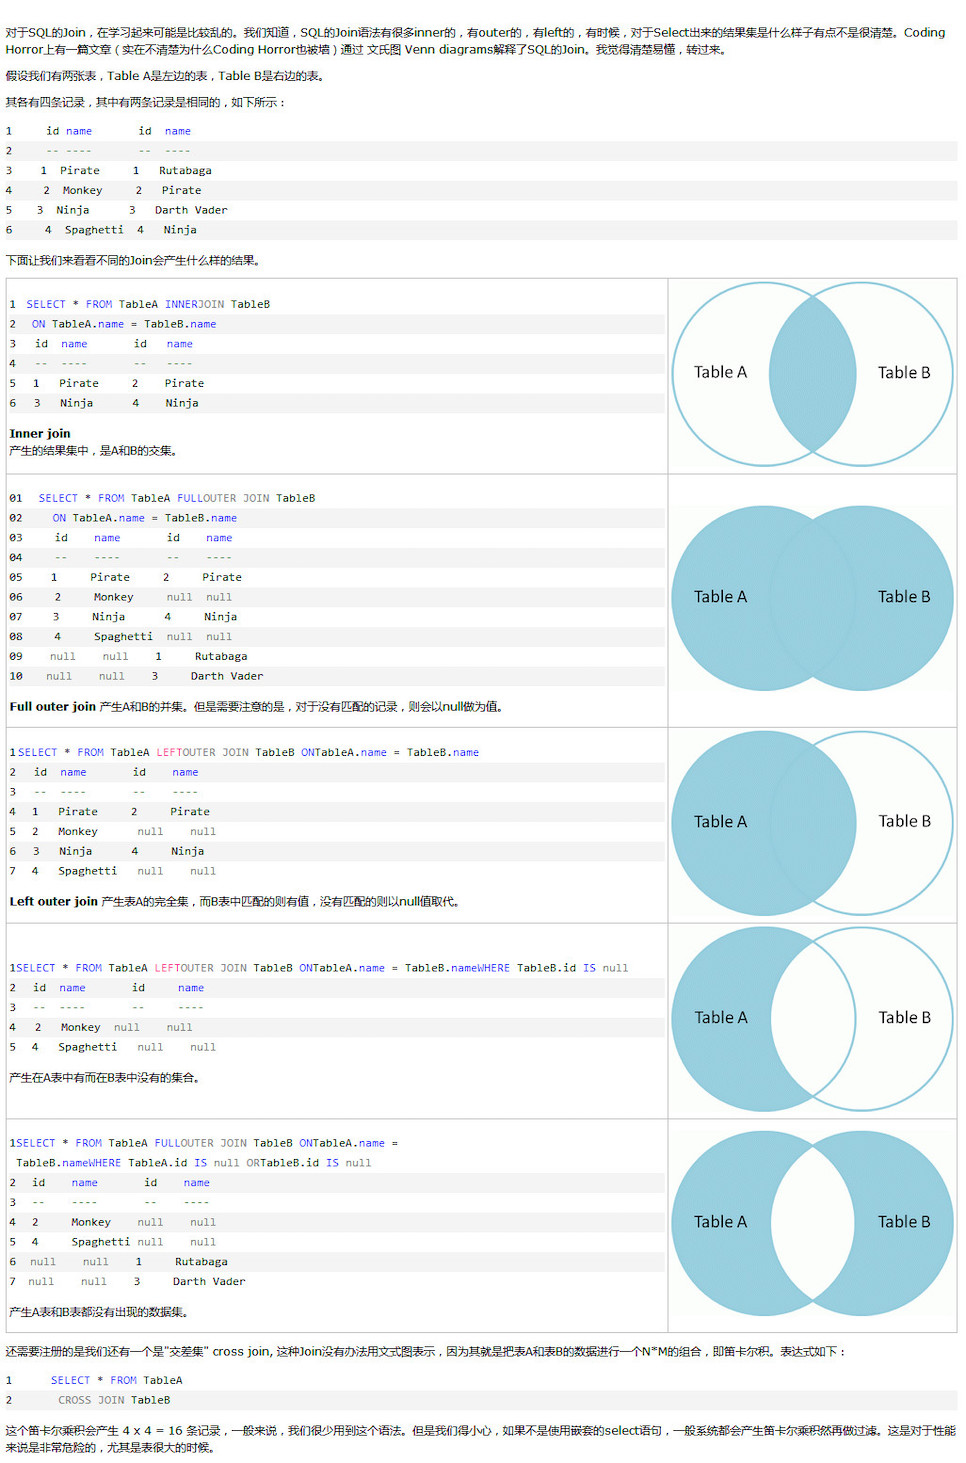 对于SQL的Join，在学习起来可能是比较乱的。我们知道，SQL的Join语法有很多inner的，有outer的，有left的，有时候，对于Select出来的结果集是什么样子有点不是很清楚。Coding
Horror上有一篇文章（实在不清楚为什么Coding Horror也被墙）通过 文氏图 Venn diagrams解释了SQL的Join。我觉得清楚易懂，转过来。
假设我们有两张表，Table A是左边的表，Table B是右边的表。
其各有四条记录，其中有两条记录是相同的，如下所示：
1 id name id name
2 -- ---- -- ----
3 1 Pirate 1 Rutabaga
4 2 Monkey 2 Pirate
5 3 Ninja 3 Darth Vader
6 4 Spaghetti 4 Ninja
下面让我们来看看不同的Join会产生什么样的结果。
1 SELECT * FROM TableA INNERJOIN TableB
2 ON TableA.name = TableB.name
3 id name id name
4 -- ---- -- ----
5 1 Pirate 2 Pirate
6 3 Ninja 4 Ninja
Inner join
产生的结果集中，是A和B的交集。
Table A Table B
01 SELECT * FROM TableA FULLOUTER JOIN TableB
02 ON TableA.name = TableB.name
03 id name id name
04 -- ---- -- ----
05 1 Pirate 2 Pirate
06 2 Monkey null null
07 3 Ninja 4 Ninja
08 4 Spaghetti null null
09 null null 1 Rutabaga
10 null null 3 Darth Vader
Full outer join 产生A和B的并集。但是需要注意的是，对于没有匹配的记录，则会以null做为值。
Table A Table B
1 SELECT * FROM TableA LEFTOUTER JOIN TableB ONTableA.name = TableB.name
2 id name id name
3 -- ---- -- ----
4 1 Pirate 2 Pirate
5 2 Monkey null null
6 3 Ninja 4 Ninja
7 4 Spaghetti null null
Left outer join 产生表A的完全集，而B表中匹配的则有值，没有匹配的则以null值取代。
Table A Table B
1SELECT * FROM TableA LEFTOUTER JOIN TableB ONTableA.name = TableB.nameWHERE TableB.id IS null
2 id name id name
3 -- ---- -- ----
4 2 Monkey null null
5 4 Spaghetti null null
产生在A表中有而在B表中没有的集合。
Table A Table B
1SELECT * FROM TableA FULLOUTER JOIN TableB ONTableA.name =
TableB.nameWHERE TableA.id IS null ORTableB.id IS null
2 id name id name
3 -- ---- -- ----
4 2 Monkey null null
5 4 Spaghetti null null
6 null null 1 Rutabaga
7 null null 3 Darth Vader
产生A表和B表都没有出现的数据集。
Table A Table B
还需要注册的是我们还有一个是"交差集" cross join, 这种Join没有办法用文式图表示，因为其就是把表A和表B的数据进行一个N*M的组合，即笛卡尔积。表达式如下：
1 SELECT * FROM TableA
2 CROSS JOIN TableB
这个笛卡尔乘积会产生 4 x 4 = 16 条记录，一般来说，我们很少用到这个语法。但是我们得小心，如果不是使用嵌套的select语句，一般系统都会产生笛卡尔乘积然再做过滤。这是对于性能
来说是非常危险的，尤其是表很大的时候。